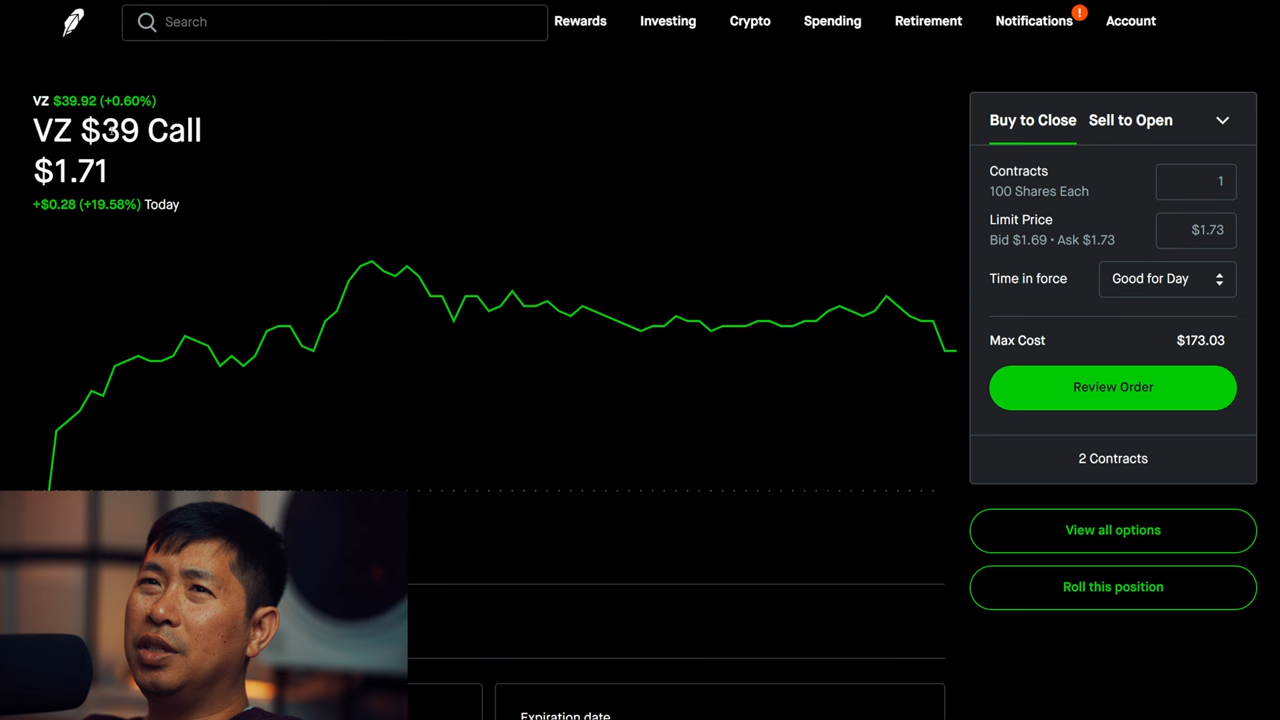 Search
Rewards
Investing
Crypto
Spending
Retirement
Notifications
!
Account
VZ $39.92 (+0.60%)
VZ $39 Call
$1.71
+$0.28 (+19.58%) Today
Buy to Close
Sell to Open
Contracts
100 Shares Each
1
Limit Price
Bid $1.69 • Ask $1.73
$1.73
Time in force
Good for Day
Max Cost
$173.03
Review Order
2 Contracts
View all options
Roll this position
Expiration date